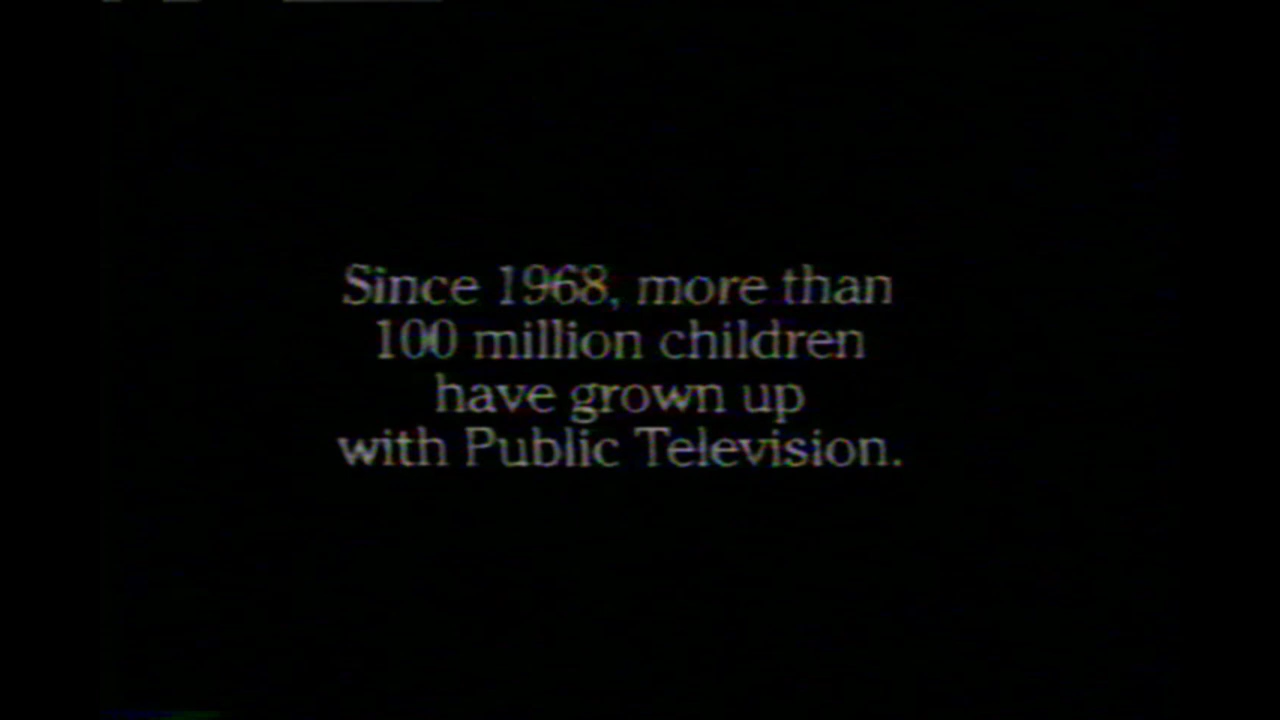 Since 1968, more than
100 million children
have grown up
with Public Television.